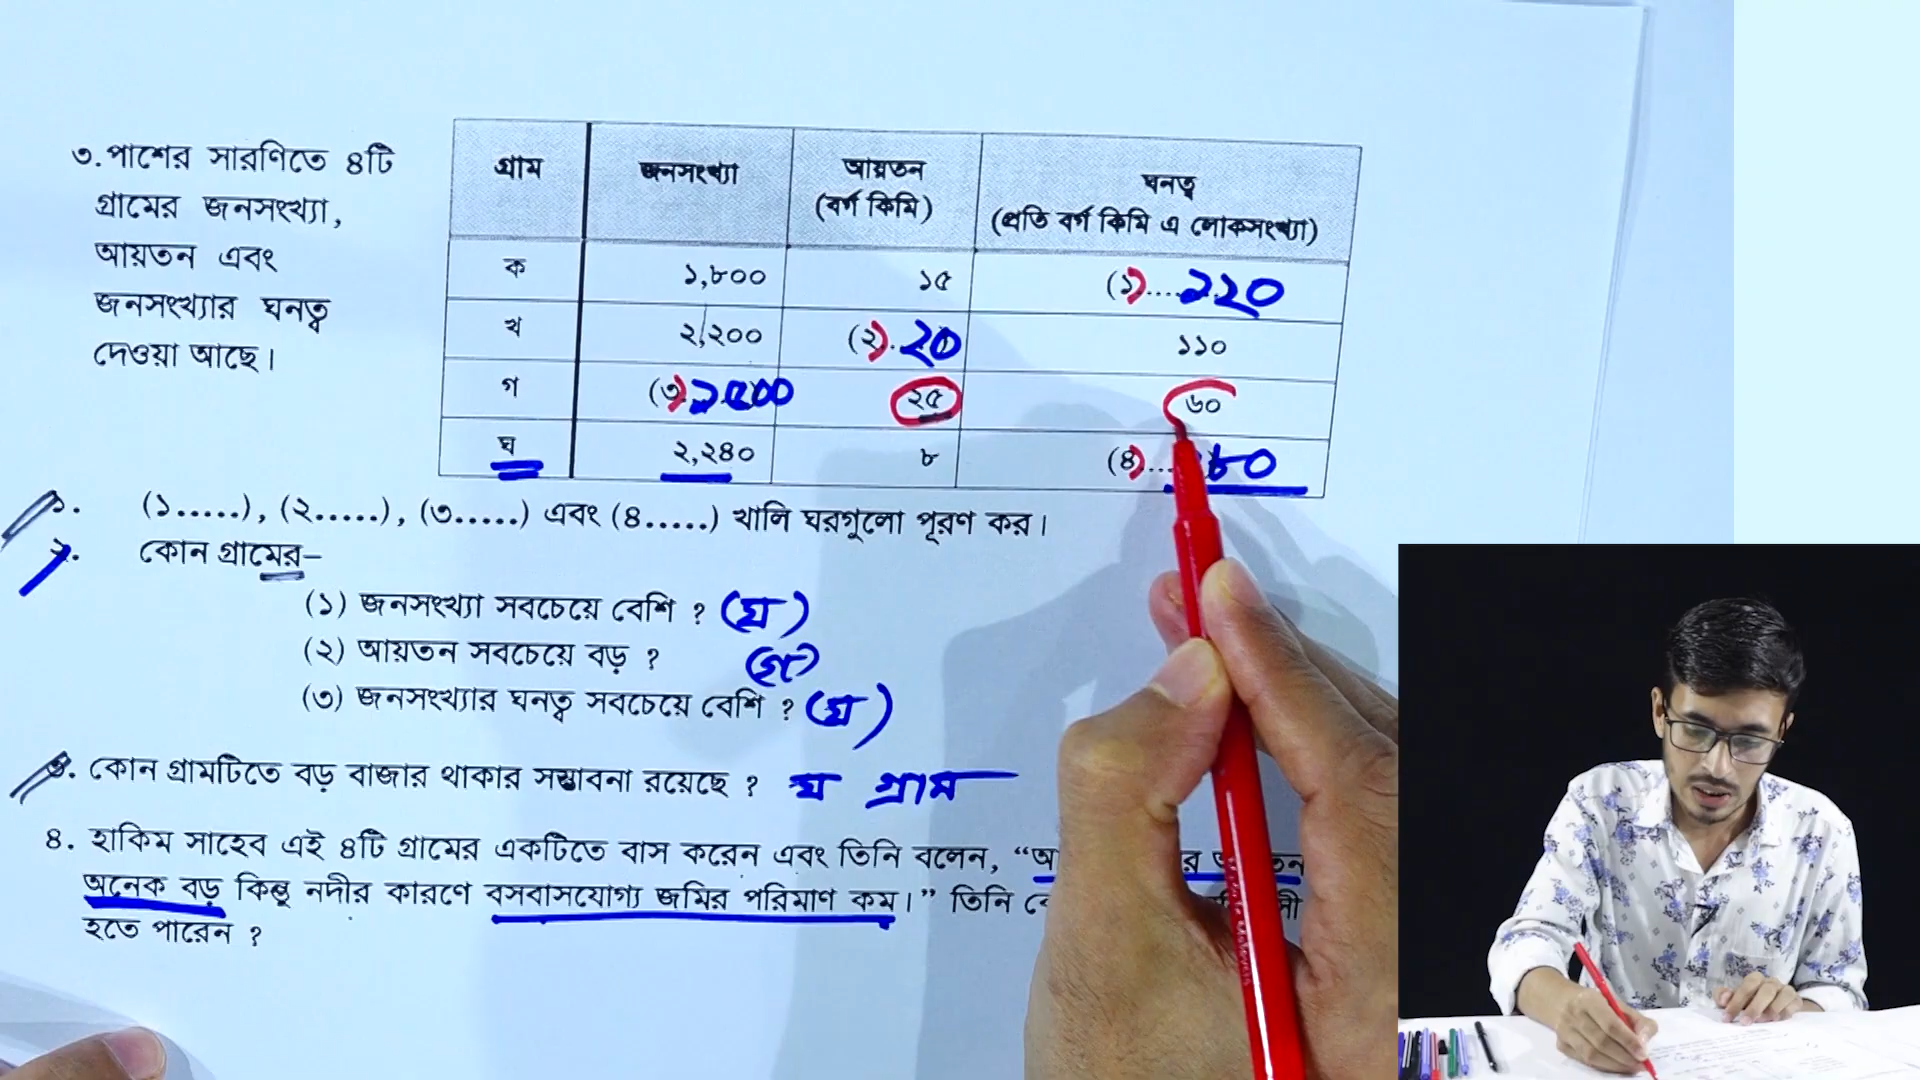 ৩. পাশের সারণিতে ৪টি
গ্রামের জনসংখ্যা,
আয়তন এবং
জনসংখ্যার ঘনত্ব
দেওয়া আছে।
গ্রাম জনসংখ্যা আয়তন (বর্গ কিমি) ঘনত্ব (প্রতি বর্গ কিমি এ লোকসংখ্যা)
ক ১,৮০০ ১৫ (১)..... ১২০
খ ২,২০০ (২). ২০ ১১০
গ (৩) ১৫০০ ২৫ ৬০
ঘ ২,২৪০ ৮ (৪).... ৮০
১. (১.....), (২.....), (৩.....) এবং (৪.....) খালি ঘরগুলো পূরণ কর।
২. কোন গ্রামের–
(১) জনসংখ্যা সবচেয়ে বেশি ? (ঘ)
(২) আয়তন সবচেয়ে বড় ? (গ)
(৩) জনসংখ্যার ঘনত্ব সবচেয়ে বেশি ? (ঘ)
৩. কোন গ্রামটিতে বড় বাজার থাকার সম্ভাবনা রয়েছে ? ঘ গ্রাম
৪. হাকিম সাহেব এই ৪টি গ্রামের একটিতে বাস করেন এবং তিনি বলেন, “
অনেক বড় কিন্তু নদীর কারণে বসবাসযোগ্য জমির পরিমাণ কম।” তিনি
হতে পারেন ?